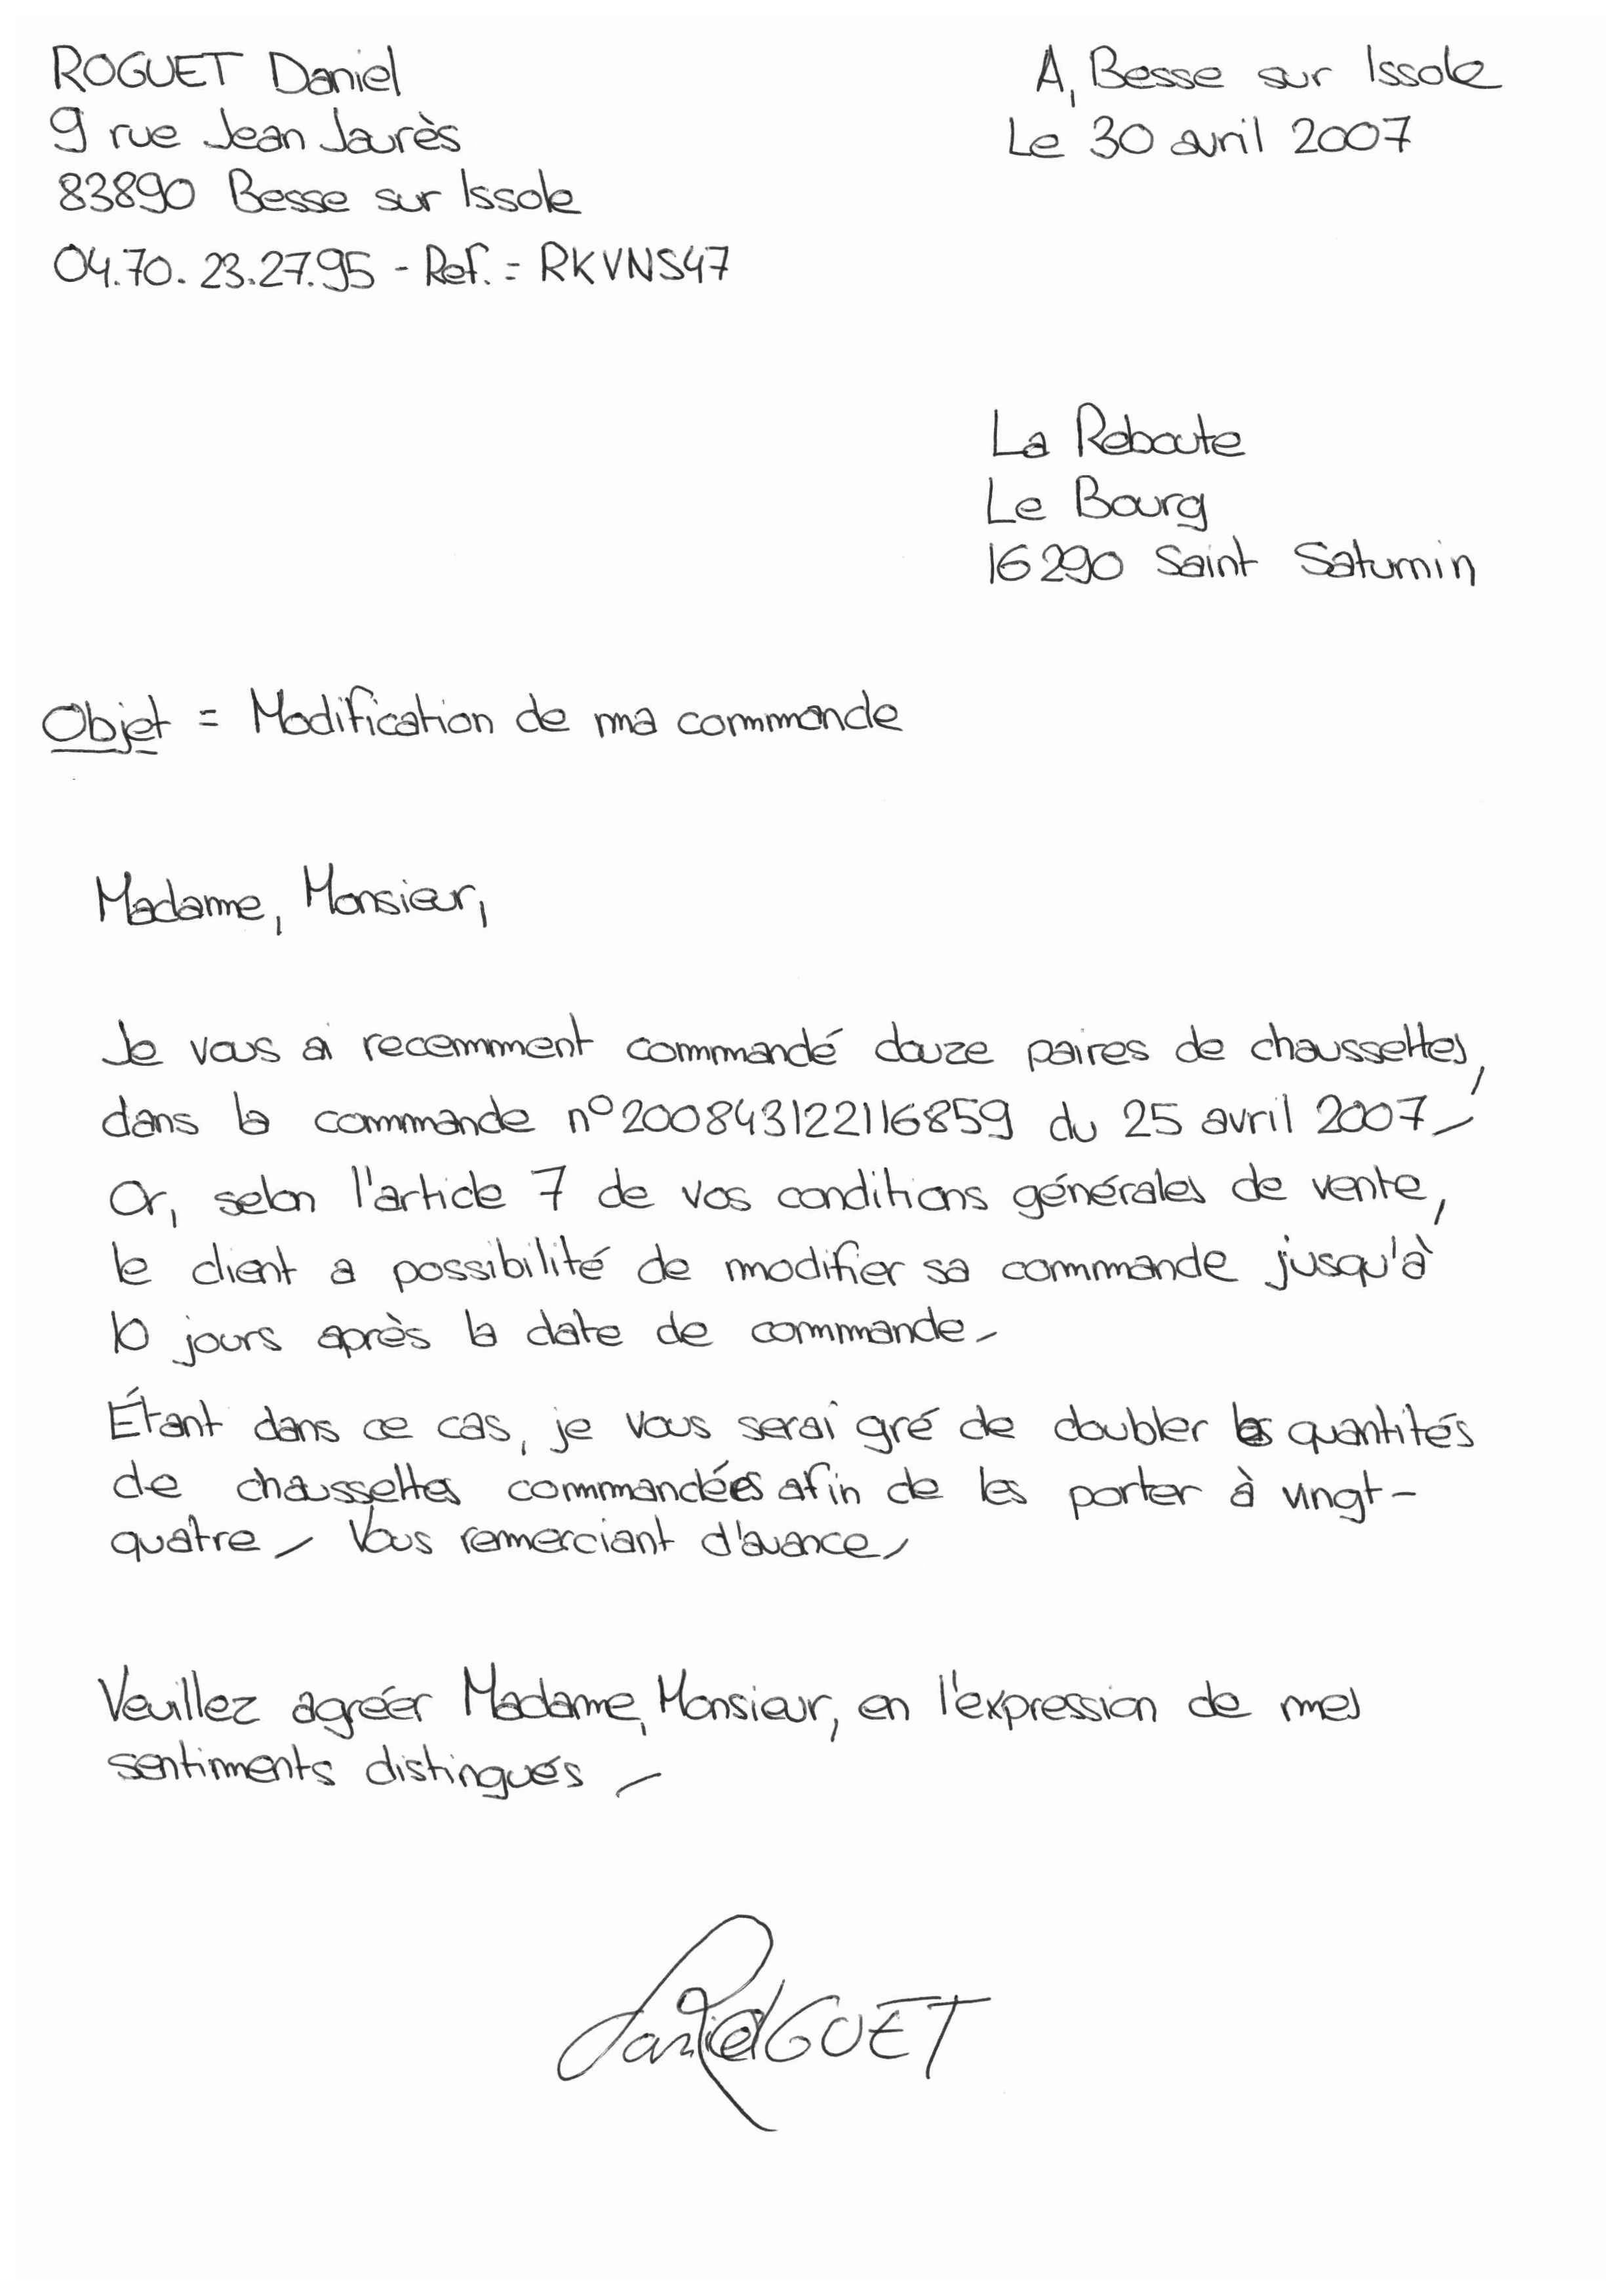 ROGUET Daniel
9 rue Jean Jaurès
83890 Besse sur Issole
04.70.23.27.95 - Ref. = RKVNS47
A, Besse sur Issole
Le 30 avril 2007
La Reboute
Le Bourg
16290 Saint Saturnin
Objet = Modification de ma commande
Madame, Monsieur,
Je vous ai recemment commandé douze paires de chaussettes,
dans la commande n°200843122116859 du 25 avril 2007.
Or, selon l'article 7 de vos conditions générales de vente,
le client a possibilité de modifier sa commande jusqu'à
10 jours après la date de commande.
Étant dans ce cas, je vous serai gré de doubler les quantités
de chaussettes commandées afin de les porter à vingt-
quatre. Vous remerciant d'avance,
Veuillez agréer Madame, Monsieur, en l'expression de mes
sentiments distingués.
Daniel ROGUET